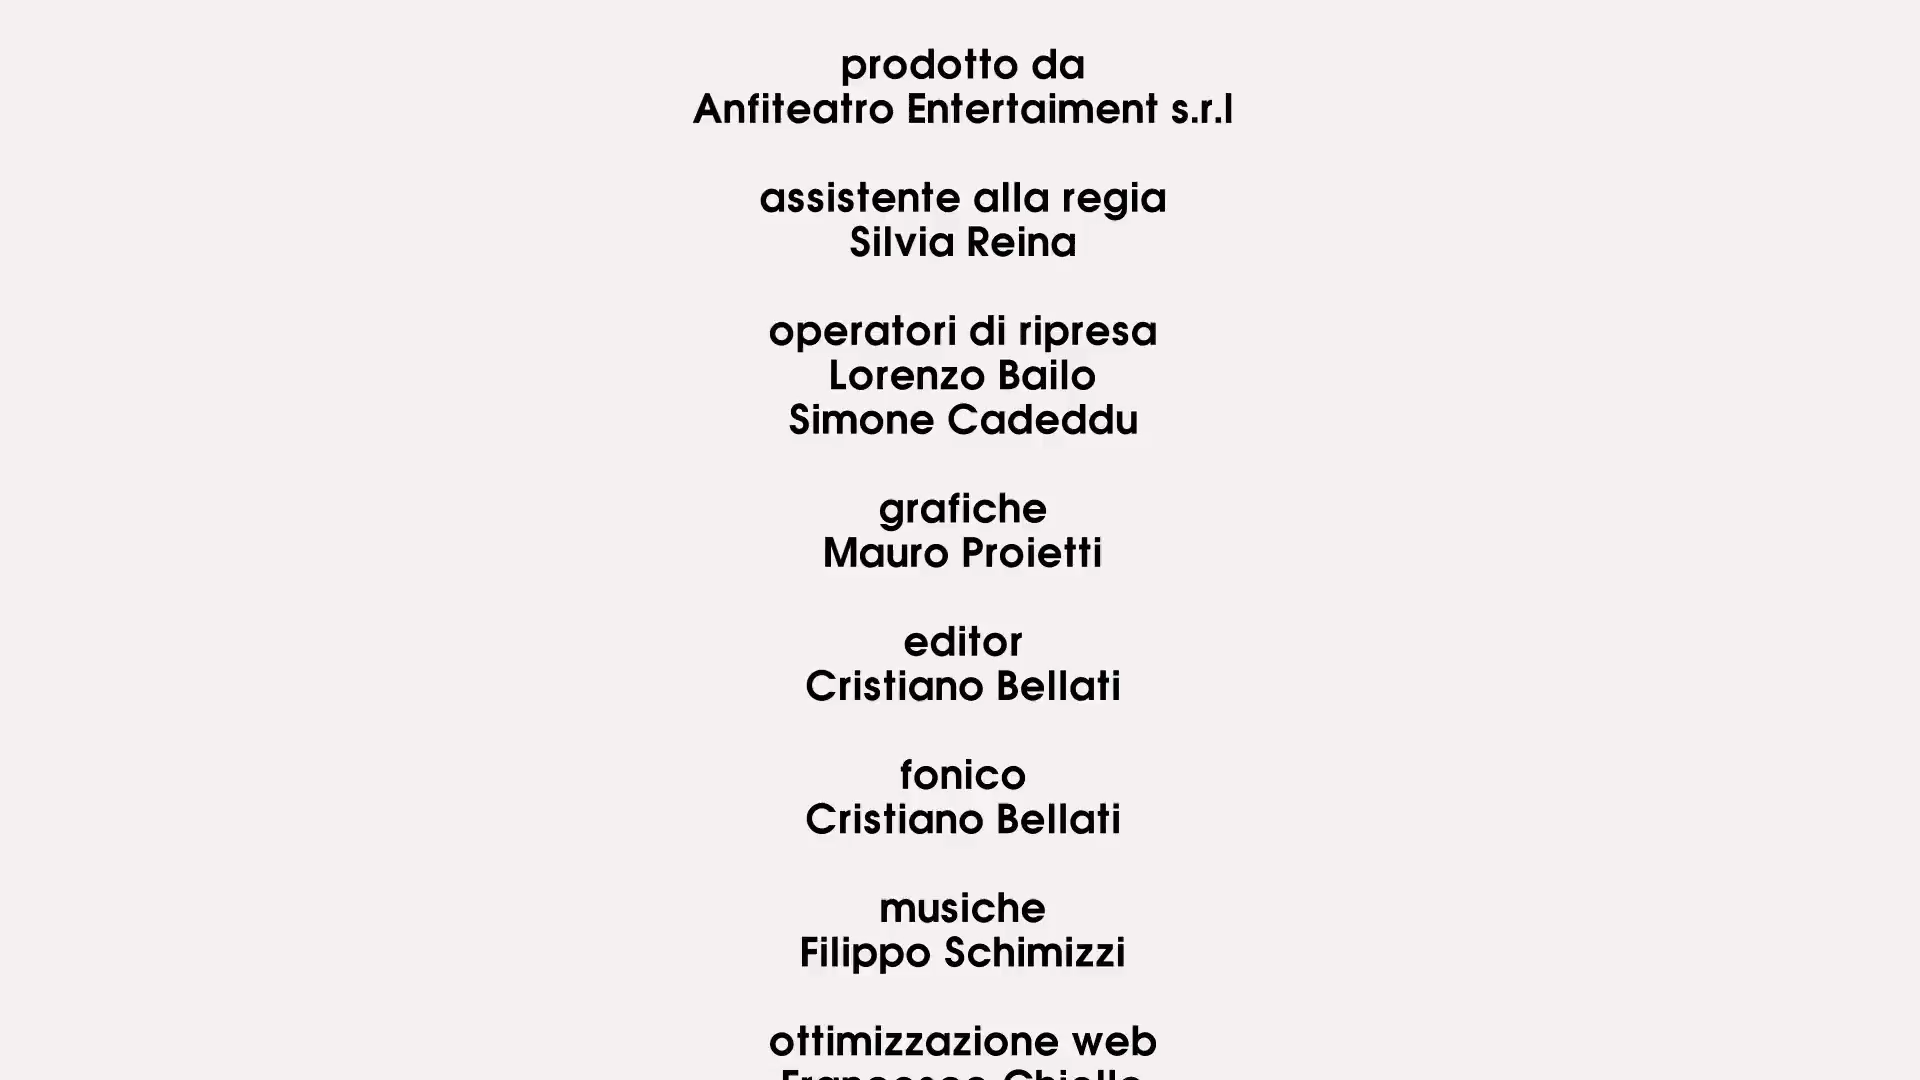 prodotto da
Anfiteatro Entertaiment s.r.l
assistente alla regia
Silvia Reina
operatori di ripresa
Lorenzo Bailo
Simone Cadeddu
grafiche
Mauro Proietti
editor
Cristiano Bellati
fonico
Cristiano Bellati
musiche
Filippo Schimizzi
ottimizzazione web
Francesco